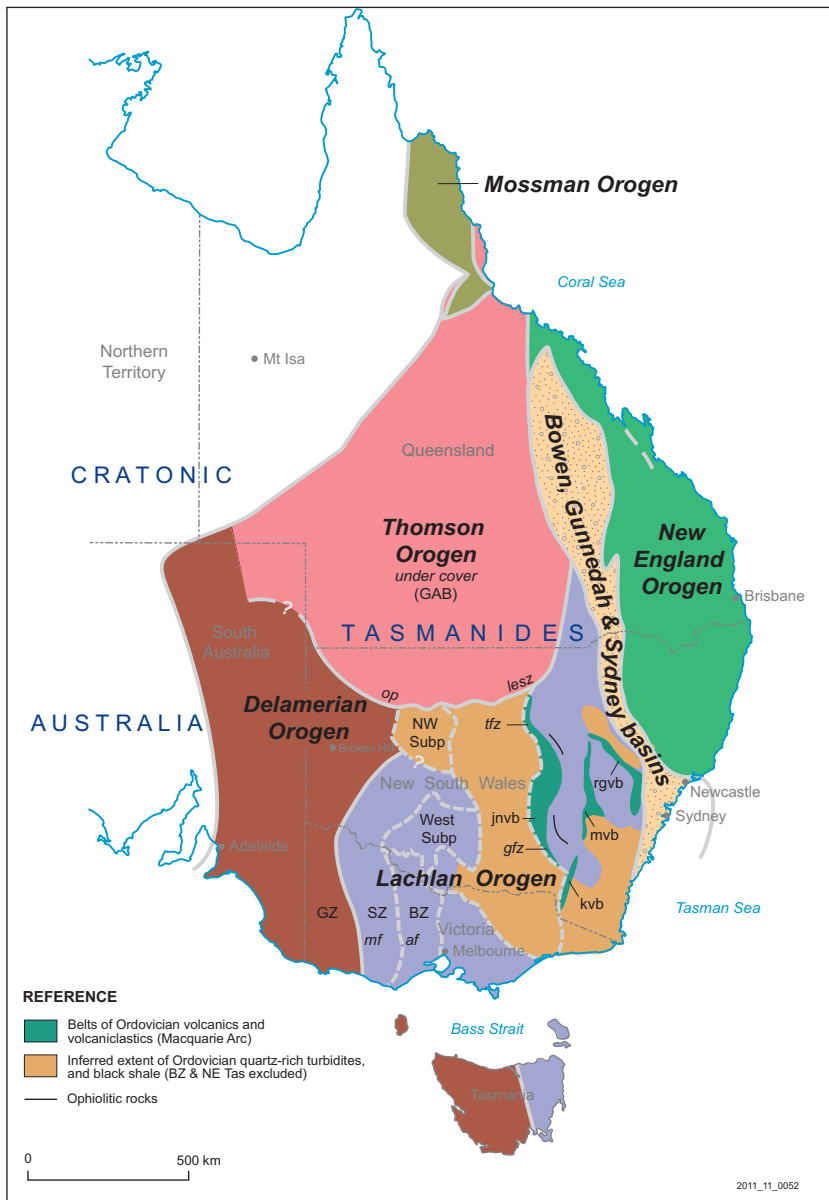 Mossman Orogen
Coral Sea
Northern
Territory
Mt Isa
Queensland
CRATONIC
Bowen, Gunnedah & Sydney basins
Thomson
Orogen
under cover
(GAB)
New
England
Orogen
Brisbane
?
TASMANIDES
South
Australia
op
lesz
Delamerian
Orogen
AUSTRALIA
NW
Subp
tfz
Broken Hill
?
New South Wales
rgvb
Newcastle
West
Subp
jnvb
mvb
Sydney
Adelaide
gfz
Lachlan Orogen
kvb
Tasman Sea
GZ
SZ
BZ
mf
af
Victoria
Melbourne
REFERENCE
Belts of Ordovician volcanics and
volcaniclastics (Macquarie Arc)
Inferred extent of Ordovician quartz-rich turbidites,
and black shale (BZ & NE Tas excluded)
Ophiolitic rocks
Bass Strait
Tasmania
0
500 km
2011_11_0052